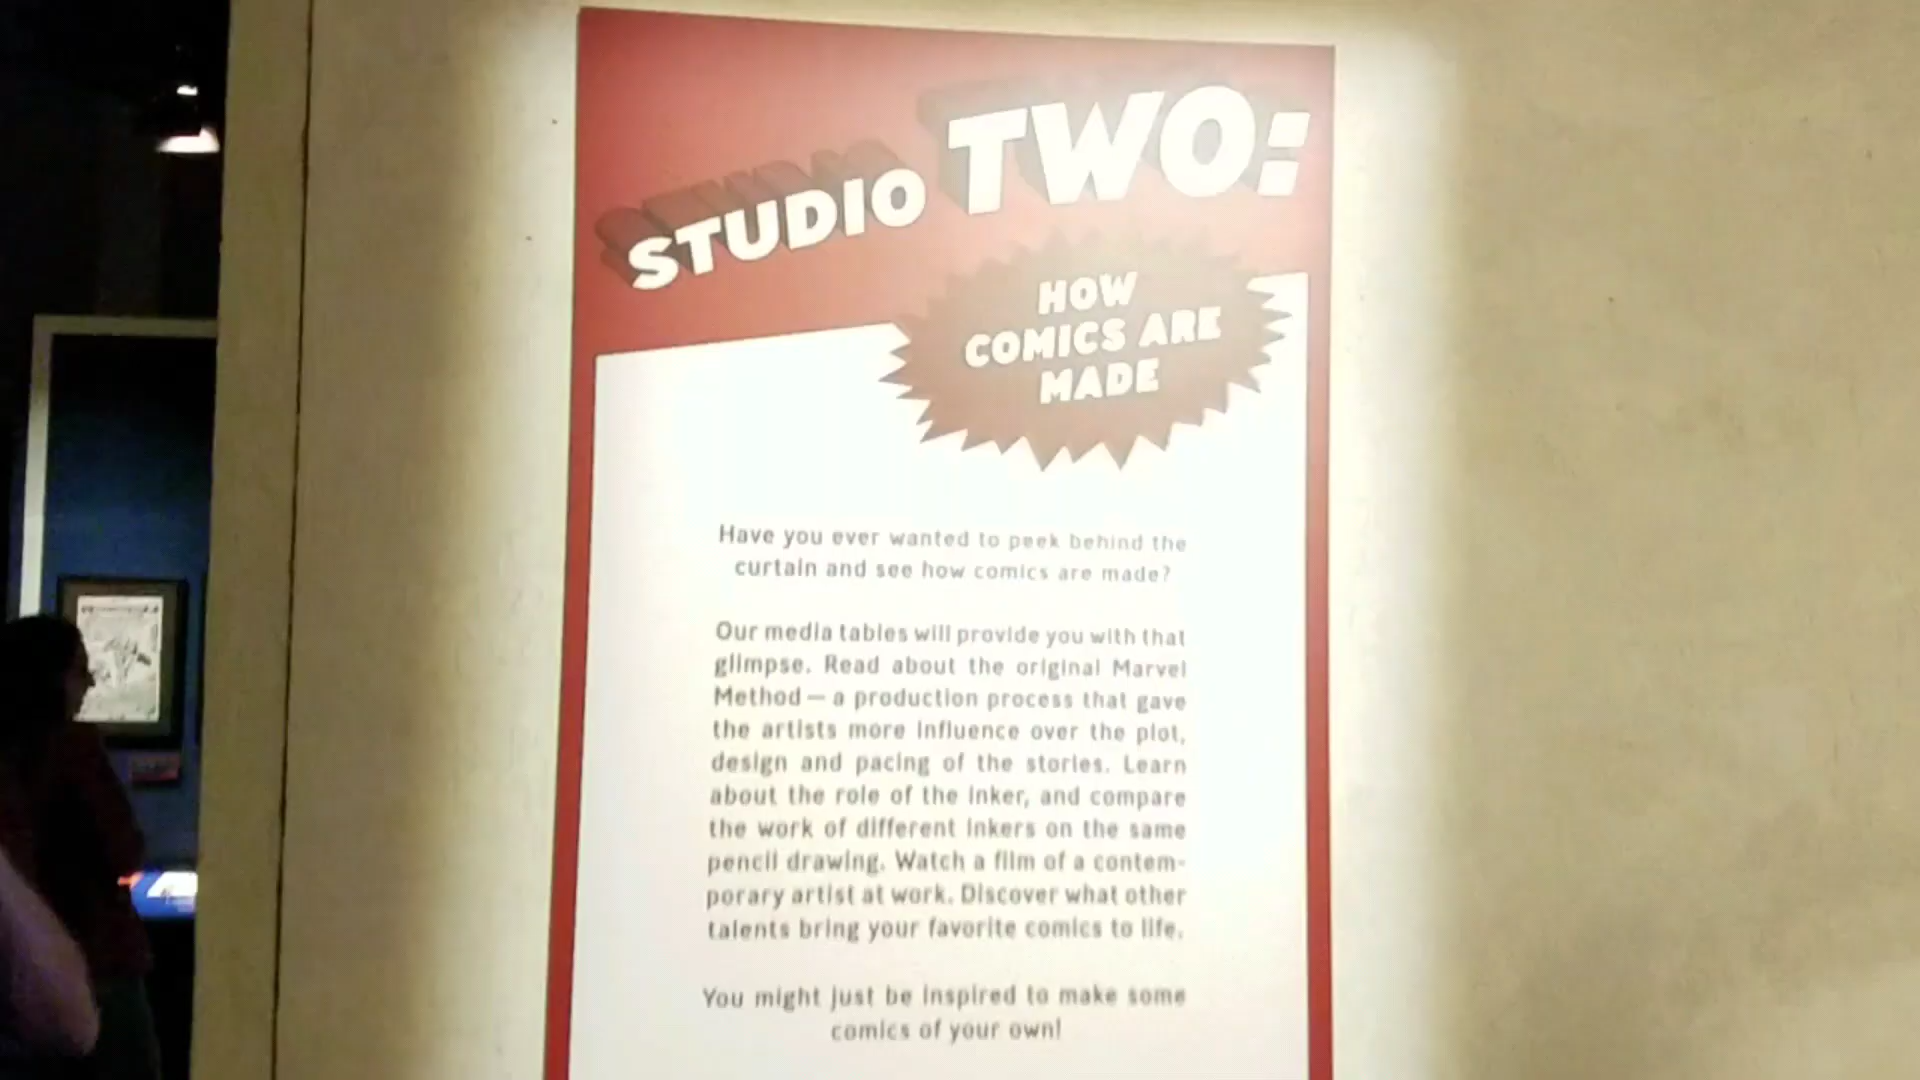 STUDIO TWO:
HOW
COMICS ARE
MADE
Have you ever wanted to peek behind the
curtain and see how comics are made?
Our media tables will provide you with that
glimpse. Read about the original Marvel
Method — a production process that gave
the artists more influence over the plot,
design and pacing of the stories. Learn
about the role of the inker, and compare
the work of different inkers on the same
pencil drawing. Watch a film of a contem-
porary artist at work. Discover what other
talents bring your favorite comics to life.
You might just be inspired to make some
comics of your own!